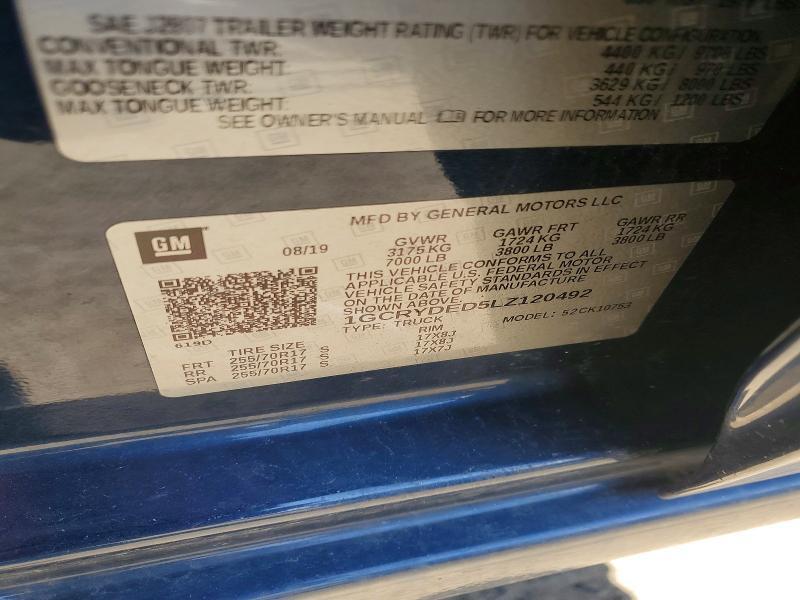 SAE J2807 TRAILER WEIGHT RATING (TWR) FOR VEHICLE CONFIGURATION
CONVENTIONAL TWR: 4400 KG/ 9700 LBS
MAX TONGUE WEIGHT: 440 KG/ 970 LBS
GOOSENECK TWR: 3629 KG/ 8000 LBS
MAX TONGUE WEIGHT: 544 KG/ 1200 LBS
SEE OWNER'S MANUAL FOR MORE INFORMATION
GM
MFD BY GENERAL MOTORS LLC
08/19
GVWR GAWR FRT GAWR RR
3175 KG 1724 KG 1724 KG
7000 LB 3800 LB 3800 LB
THIS VEHICLE CONFORMS TO ALL
APPLICABLE U.S. FEDERAL MOTOR
VEHICLE SAFETY STANDARDS IN EFFECT
ON THE DATE OF MANUFACTURE
SHOWN ABOVE.
1GCRYDED5LZ120492
TYPE: TRUCK MODEL: 52CK10753
619D
TIRE SIZE RIM
FRT 255/70R17 S 17X8J
RR 255/70R17 S 17X8J
SPA 255/70R17 S 17X7J